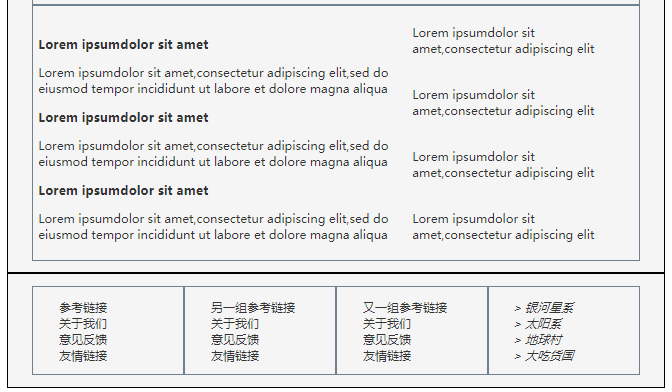 Lorem ipsumdolor sit amet
Lorem ipsumdolor sit amet,consectetur adipiscing elit,sed do
eiusmod tempor incididunt ut labore et dolore magna aliqua
Lorem ipsumdolor sit amet
Lorem ipsumdolor sit amet,consectetur adipiscing elit,sed do
eiusmod tempor incididunt ut labore et dolore magna aliqua
Lorem ipsumdolor sit amet
Lorem ipsumdolor sit amet,consectetur adipiscing elit,sed do
eiusmod tempor incididunt ut labore et dolore magna aliqua
Lorem ipsumdolor sit
amet,consectetur adipiscing elit
Lorem ipsumdolor sit
amet,consectetur adipiscing elit
Lorem ipsumdolor sit
amet,consectetur adipiscing elit
Lorem ipsumdolor sit
amet,consectetur adipiscing elit
参考链接
关于我们
意见反馈
友情链接
另一组参考链接
关于我们
意见反馈
友情链接
又一组参考链接
关于我们
意见反馈
友情链接
> 银河星系
> 太阳系
> 地球村
> 大吃货国